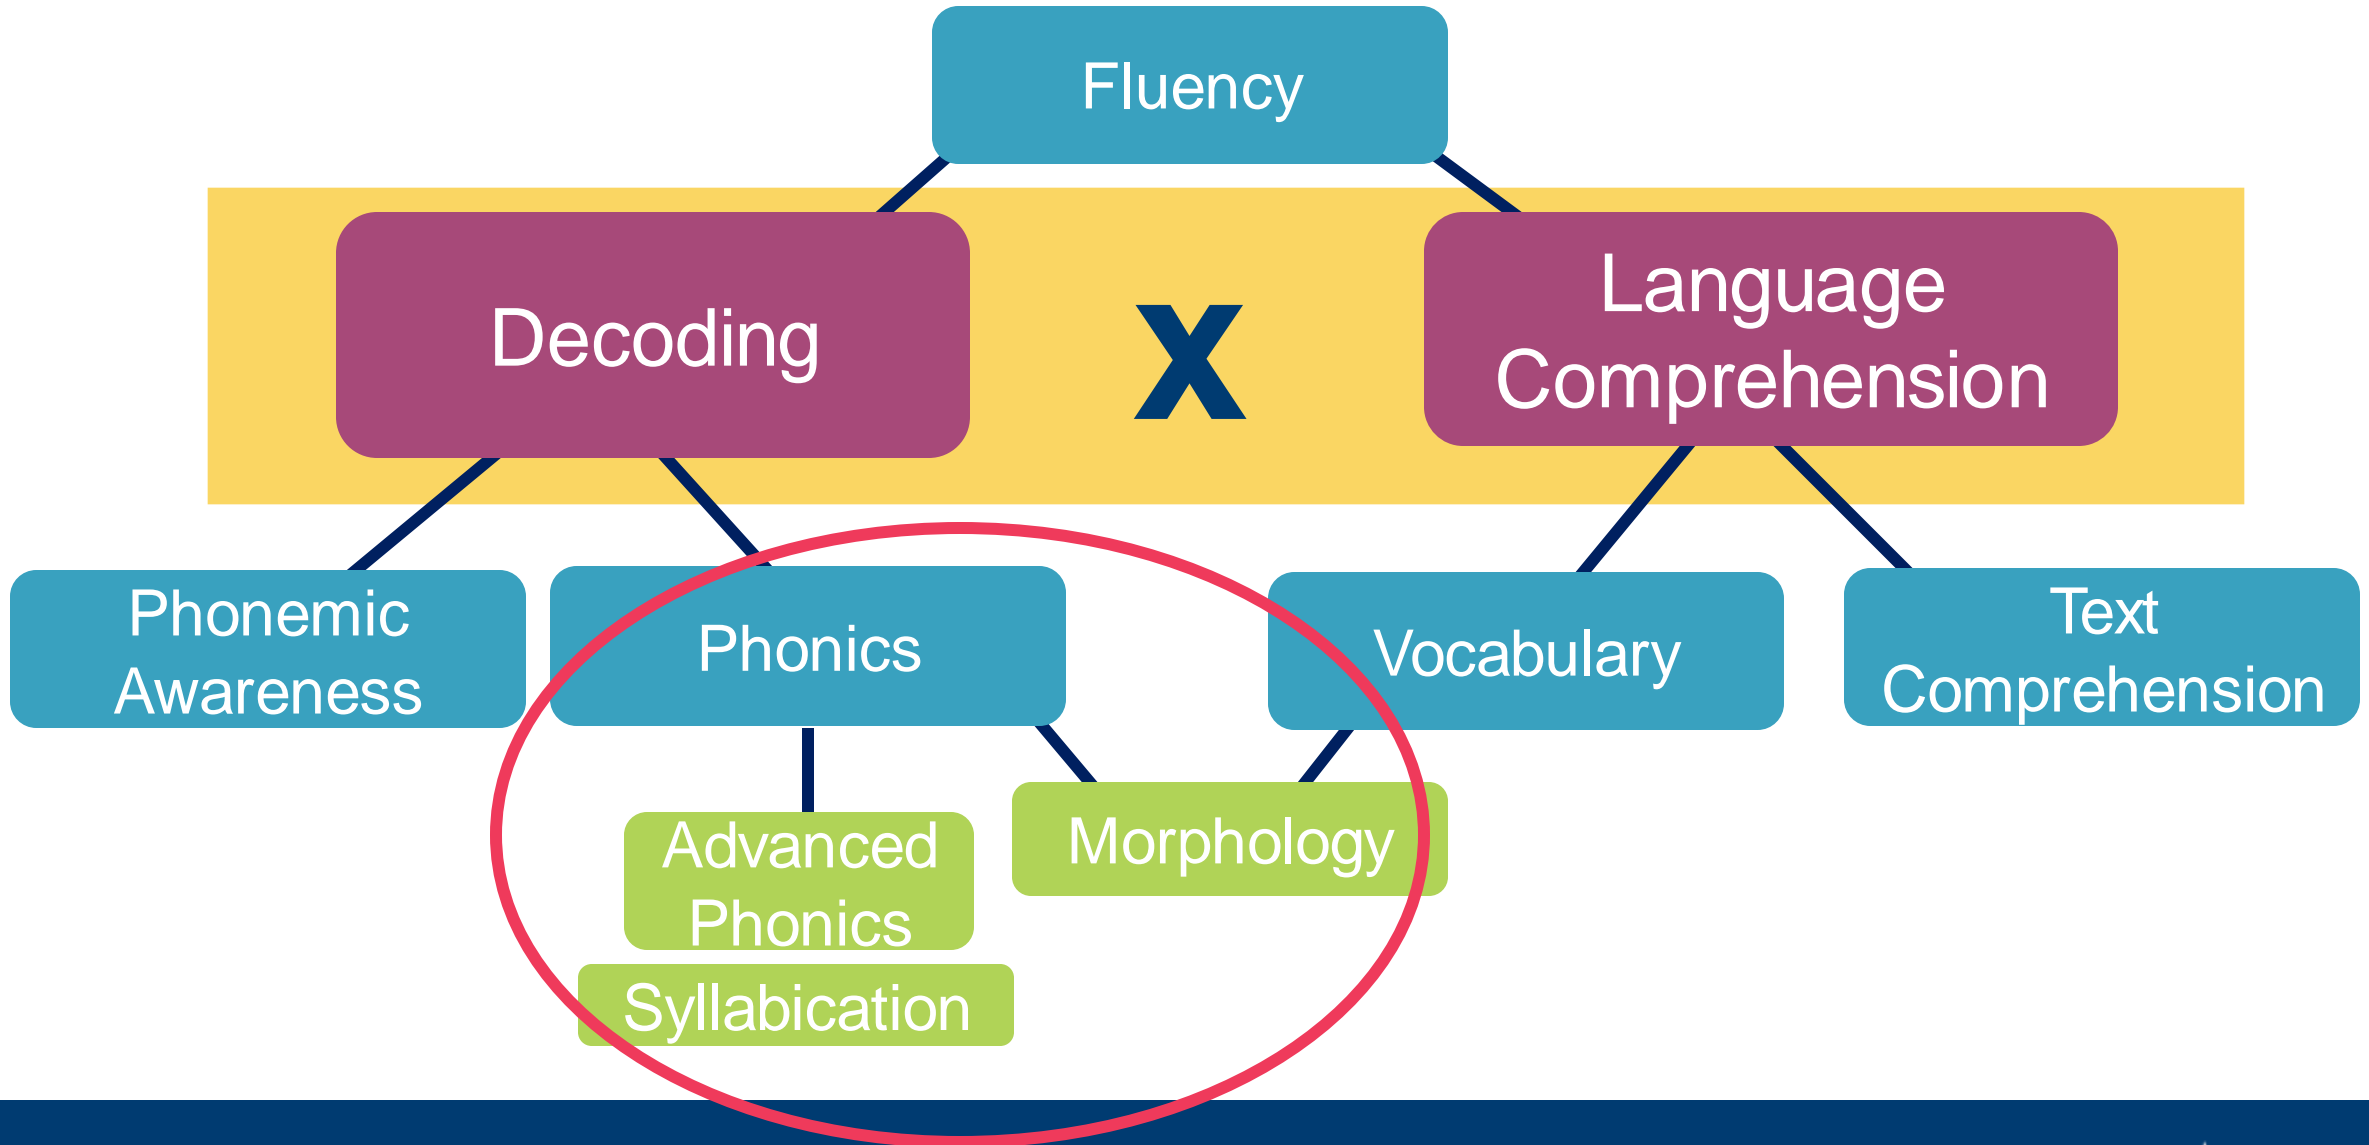 Fluency
Decoding
X
Language
Comprehension
Phonemic
Awareness
Phonics
Vocabulary
Text
Comprehension
Advanced
Phonics
Morphology
Syllabication